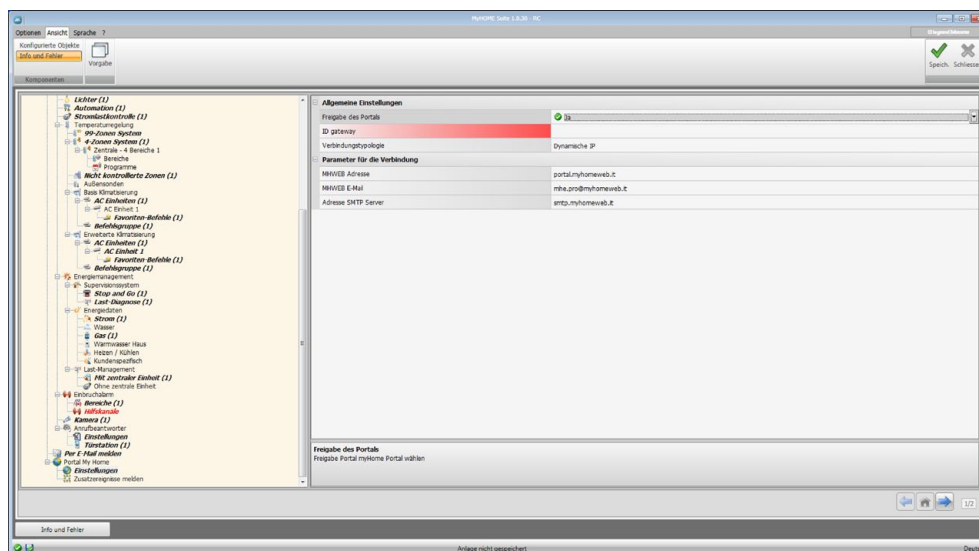 MyHOME Suite 1.0.30 - RC
Optionen Ansicht Sprache ?
Konfigurierte Objekte
Info und Fehler
Vorgabe
Speich. Schliesse
Komponenten
Lichter (1)
Automation (1)
Stromlastkontrolle (1)
Temperaturregelung
99-Zonen System
4-Zonen System (1)
Zentrale - 4 Bereiche 1
Bereiche
Programme
Nicht kontrollierte Zonen (1)
Außensonden
Basis Klimatisierung
AC Einheiten (1)
AC Einheit 1
Favoriten-Befehle (1)
Befehlsgruppe (1)
Erweiterte Klimatisierung
AC Einheiten (1)
AC Einheit 1
Favoriten-Befehle (1)
Befehlsgruppe (1)
Energiemanagement
Supervisionssystem
Stop and Go (1)
Last-Diagnose (1)
Energiedaten
Strom (1)
Wasser
Gas (1)
Warmwasser Haus
Heizen / Kühlen
Kundenspezifisch
Last-Management
Mit zentraler Einheit (1)
Ohne zentrale Einheit
Einbruchalarm
Bereiche (1)
Hilfskanäle
Kamera (1)
Anrufbeantworter
Einstellungen
Türstation (1)
Per E-Mail melden
Portal My Home
Einstellungen
Zusatzereignisse melden
Allgemeine Einstellungen
Freigabe des Portals Ja
ID gateway
Verbindungstypologie Dynamische IP
Parameter für die Verbindung
MHWEB Adresse portal.myhomeweb.it
MHWEB E-Mail mhe.pro@myhomeweb.it
Adresse SMTP Server smtp.myhomeweb.it
Freigabe des Portals
Freigabe Portal myHome Portal wählen
1/2
Info und Fehler
Anlage nicht gespeichert